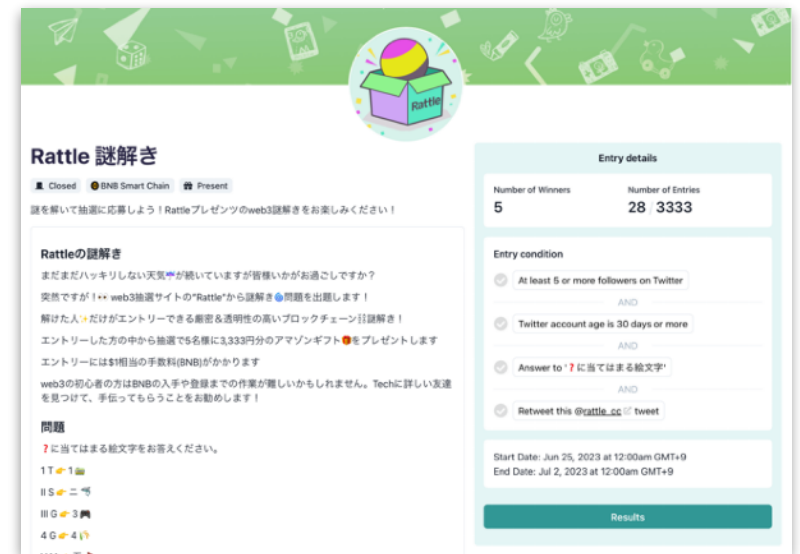 Rattle
Rattle 謎解き
Closed
BNB Smart Chain
Present
謎を解いて抽選に応募しよう！Rattleプレゼンツのweb3謎解きをお楽しみください！
Rattleの謎解き
まだまだハッキリしない天気☔が続いていますが皆様いかがお過ごしですか？
突然ですが！👀 web3抽選サイトの"Rattle"から謎解き🧿問題を出題します！
解けた人✨だけがエントリーできる厳密＆透明性の高いブロックチェーン⛓謎解き！
エントリーした方の中から抽選で5名様に3,333円分のアマゾンギフト🎁をプレゼントします
エントリーには$1相当の手数料(BNB)がかかります
web3の初心者の方はBNBの入手や登録までの作業が難しいかもしれません。Techに詳しい友達
を見つけて、手伝ってもらうことをお勧めします！
問題
❓に当てはまる絵文字をお答えください。
1 T 👉 1
II S 👉 二
III G 👉 3 🎮
4 G 👉 4
Entry details
Number of Winners
5
Number of Entries
28 / 3333
Entry condition
At least 5 or more followers on Twitter
AND
Twitter account age is 30 days or more
AND
Answer to '❓に当てはまる絵文字'
AND
Retweet this @rattle_cc tweet
Start Date: Jun 25, 2023 at 12:00am GMT+9
End Date: Jul 2, 2023 at 12:00am GMT+9
Results